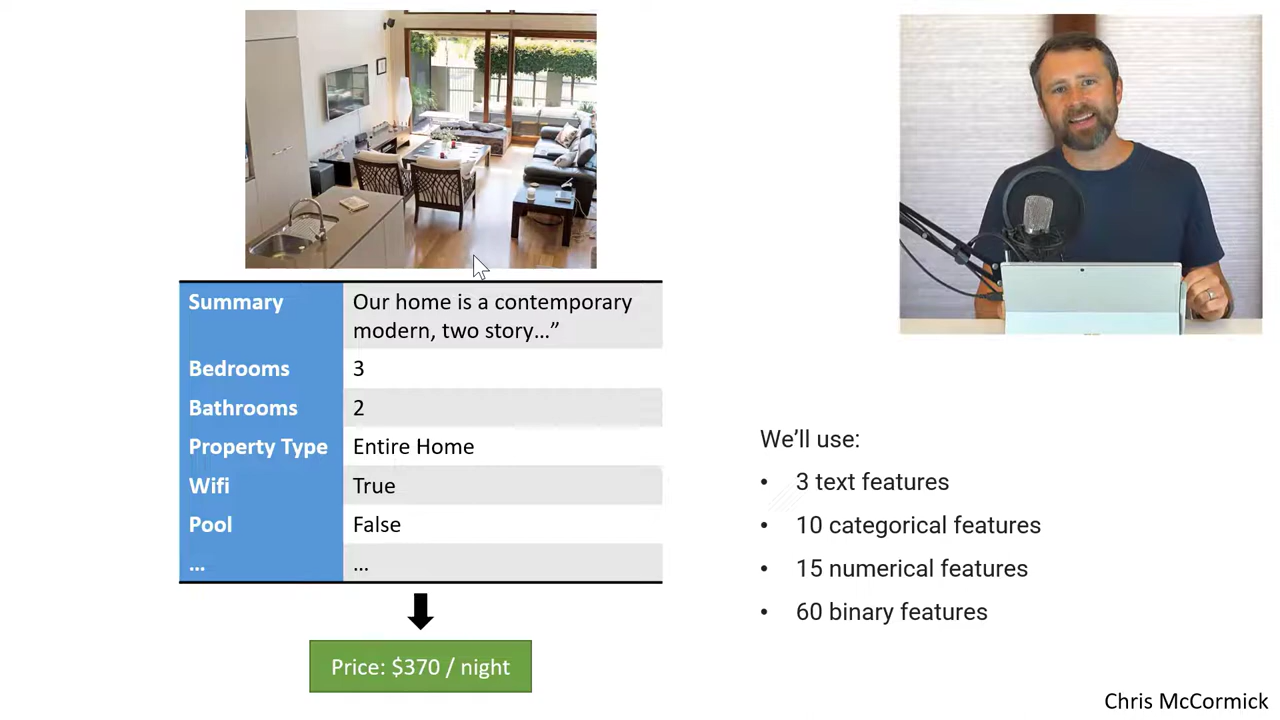 Summary Our home is a contemporary
modern, two story…”
Bedrooms 3
Bathrooms 2
Property Type Entire Home
Wifi True
Pool False
... ...
Price: $370 / night
We’ll use:
• 3 text features
• 10 categorical features
• 15 numerical features
• 60 binary features
Chris McCormick